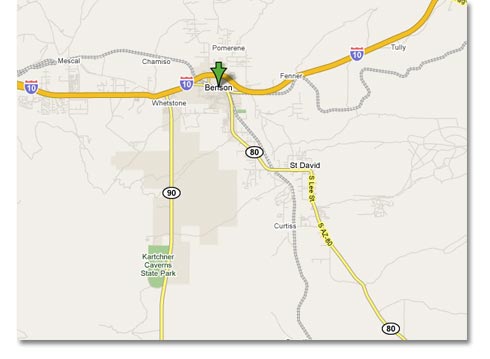 10
Pomerene
Tully
10
Mescal
Chamiso
Fenner
10
10
Benson
Whetstone
80
St David
90
S Lee St
S AZ-80
Curtiss
Kartchner
Caverns
State Park
80